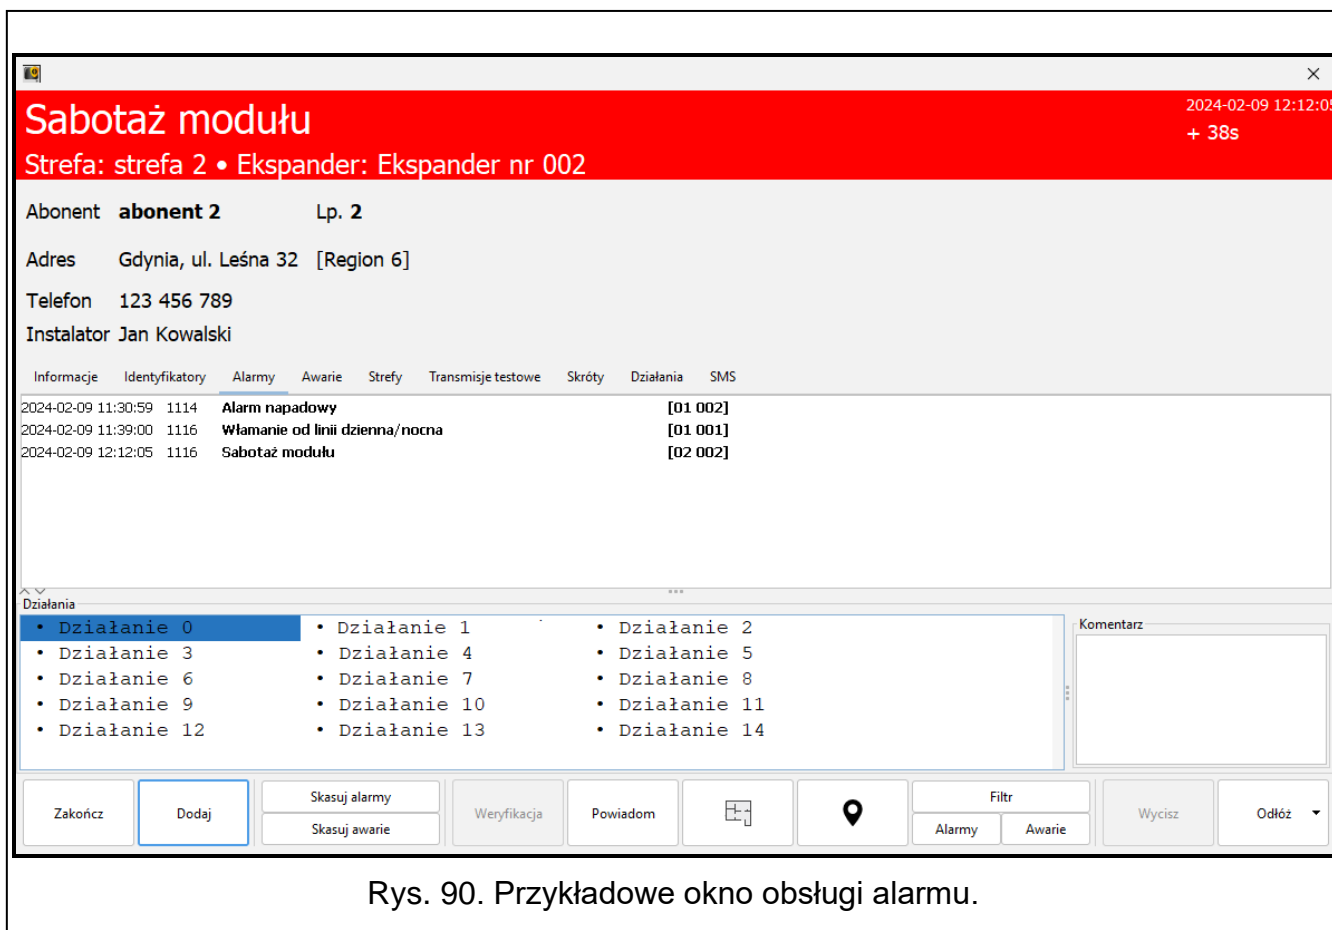 Sabotaż modułu
2024-02-09 12:12:05
+ 38s
Strefa: strefa 2 • Ekspander: Ekspander nr 002
Abonent abonent 2 Lp. 2
Adres Gdynia, ul. Leśna 32 [Region 6]
Telefon 123 456 789
Instalator Jan Kowalski
Informacje Identyfikatory Alarmy Awarie Strefy Transmisje testowe Skróty Działania SMS
2024-02-09 11:30:59 1114 Alarm napadowy [01 002]
2024-02-09 11:39:00 1116 Włamanie od linii dzienna/nocna [01 001]
2024-02-09 12:12:05 1116 Sabotaż modułu [02 002]
Działania
• Działanie 0 • Działanie 1 • Działanie 2
• Działanie 3 • Działanie 4 • Działanie 5
• Działanie 6 • Działanie 7 • Działanie 8
• Działanie 9 • Działanie 10 • Działanie 11
• Działanie 12 • Działanie 13 • Działanie 14
Komentarz
Zakończ
Dodaj
Skasuj alarmy
Skasuj awarie
Weryfikacja
Powiadom
Filtr
Alarmy Awarie
Wycisz
Odłóż
Rys. 90. Przykładowe okno obsługi alarmu.